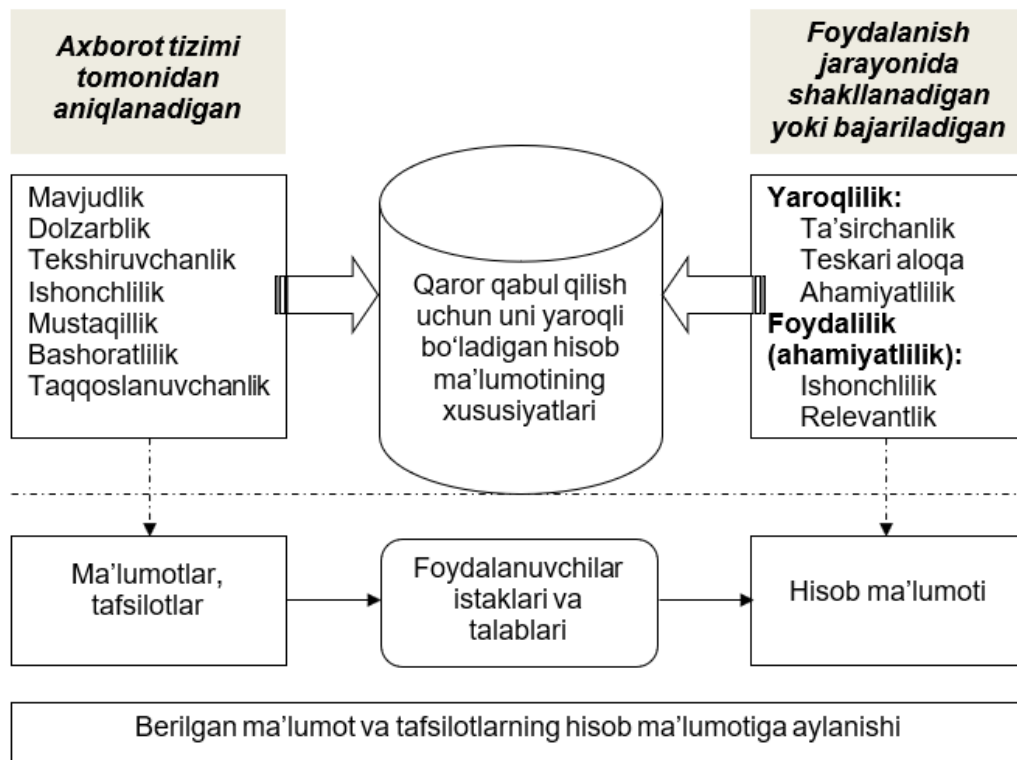 Axborot tizimi
tomonidan
aniqlanadigan
Foydalanish
jarayonida
shakllanadigan
yoki bajariladigan
Mavjudlik
Dolzarblik
Tekshiruvchanlik
Ishonchlilik
Mustaqillik
Bashoratlilik
Taqqoslanuvchanlik
Qaror qabul qilish
uchun uni yaroqli
bo‘ladigan hisob
ma’lumotining
xususiyatlari
Yaroqlilik:
Ta’sirchanlik
Teskari aloqa
Ahamiyatlilik
Foydalilik
(ahamiyatlilik):
Ishonchlilik
Relevantlik
Ma’lumotlar,
tafsilotlar
Foydalanuvchilar
istaklari va
talablari
Hisob ma’lumoti
Berilgan ma’lumot va tafsilotlarning hisob ma’lumotiga aylanishi